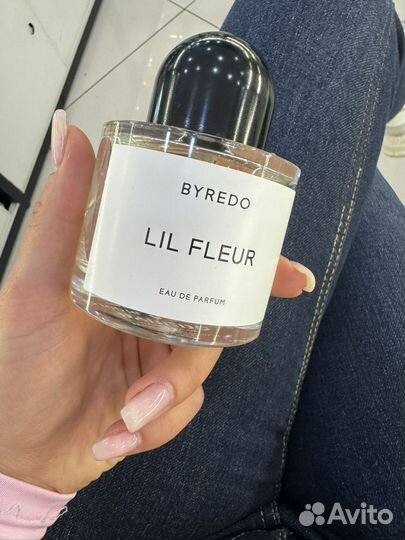 BYREDO
LIL FLEUR
EAU DE PARFUM
Avito